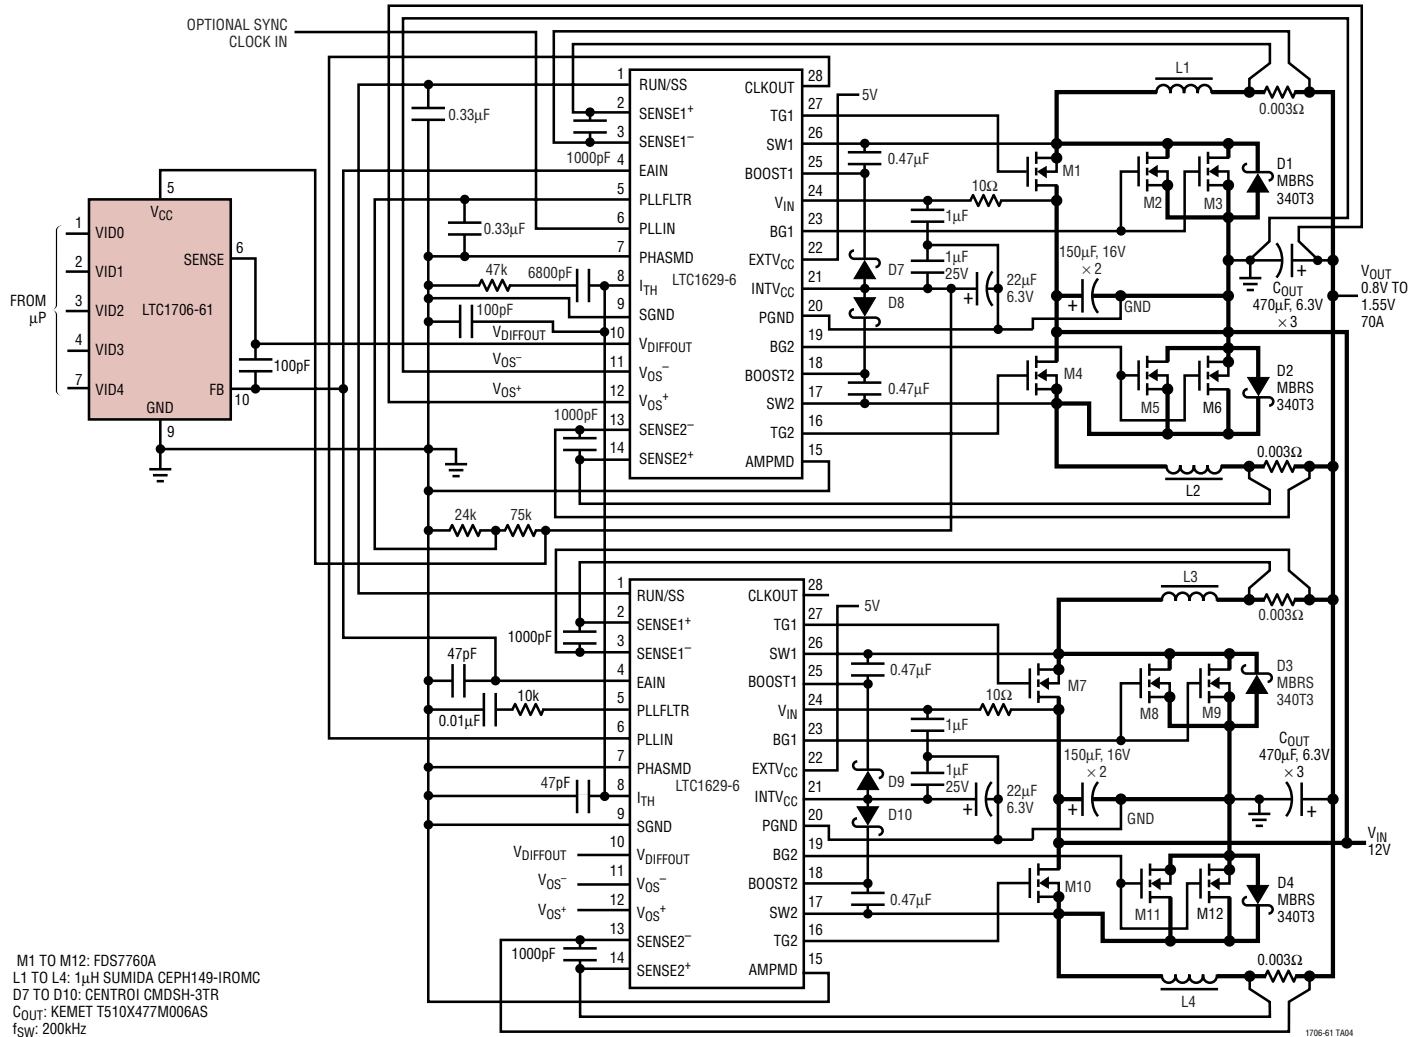 OPTIONAL SYNC
CLOCK IN
FROM
µP
1 VID0
2 VID1
3 VID2
4 VID3
7 VID4
5
VCC
SENSE 6
LTC1706-61
FB 10
GND
9
100pF
0.33µF
1000pF
0.33µF
47k
6800pF
100pF
VDIFFOUT
VOS–
VOS+
1000pF
24k
75k
1 RUN/SS
2 SENSE1+
3 SENSE1–
4 EAIN
5 PLLFLTR
6 PLLIN
7 PHASMD
8 ITH
9 SGND
10 VDIFFOUT
11 VOS–
12 VOS+
13 SENSE2–
14 SENSE2+
LTC1629-6
CLKOUT 28
TG1 27
SW1 26
BOOST1 25
VIN 24
BG1 23
EXTVCC 22
INTVCC 21
PGND 20
BG2 19
BOOST2 18
SW2 17
TG2 16
AMPMD 15
5V
0.47µF
10Ω
1µF
1µF
25V
D7
D8
22µF
6.3V
0.47µF
L1
0.003Ω
M1
M2
M3
D1
MBRS
340T3
150µF, 16V
× 2
GND
COUT
470µF, 6.3V
× 3
VOUT
0.8V TO
1.55V
70A
M4
M5
M6
D2
MBRS
340T3
0.003Ω
L2
1000pF
47pF
10k
0.01µF
47pF
VDIFFOUT
VOS–
VOS+
1000pF
1 RUN/SS
2 SENSE1+
3 SENSE1–
4 EAIN
5 PLLFLTR
6 PLLIN
7 PHASMD
8 ITH
9 SGND
10 VDIFFOUT
11 VOS–
12 VOS+
13 SENSE2–
14 SENSE2+
LTC1629-6
CLKOUT 28
TG1 27
SW1 26
BOOST1 25
VIN 24
BG1 23
EXTVCC 22
INTVCC 21
PGND 20
BG2 19
BOOST2 18
SW2 17
TG2 16
AMPMD 15
5V
0.47µF
10Ω
1µF
1µF
25V
D9
D10
22µF
6.3V
0.47µF
L3
0.003Ω
M7
M8
M9
D3
MBRS
340T3
150µF, 16V
× 2
GND
COUT
470µF, 6.3V
× 3
VIN
12V
M10
M11
M12
D4
MBRS
340T3
0.003Ω
L4
M1 TO M12: FDS7760A
L1 TO L4: 1µH SUMIDA CEPH149-IROMC
D7 TO D10: CENTROI CMDSH-3TR
COUT: KEMET T510X477M006AS
fSW: 200kHz
1706-61 TA04